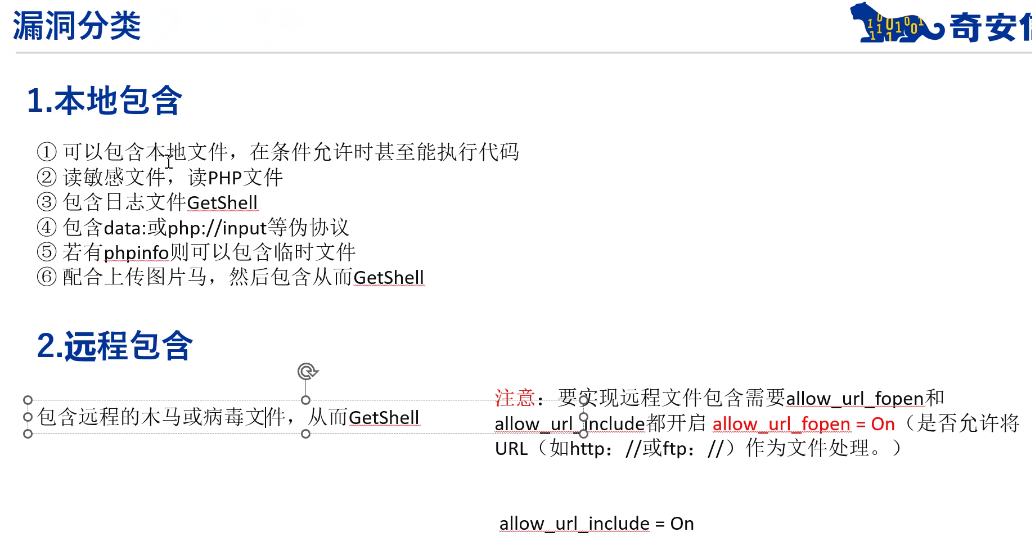 漏洞分类
奇安信
1.本地包含
① 可以包含本地文件，在条件允许时甚至能执行代码
② 读敏感文件，读PHP文件
③ 包含日志文件GetShell
④ 包含data:或php://input等伪协议
⑤ 若有phpinfo则可以包含临时文件
⑥ 配合上传图片马，然后包含从而GetShell
2.远程包含
包含远程的木马或病毒文件，从而GetShell
注意：要实现远程文件包含需要allow_url_fopen和
allow_url_include都开启 allow_url_fopen = On（是否允许将
URL（如http：//或ftp：//）作为文件处理。）
allow_url_include = On